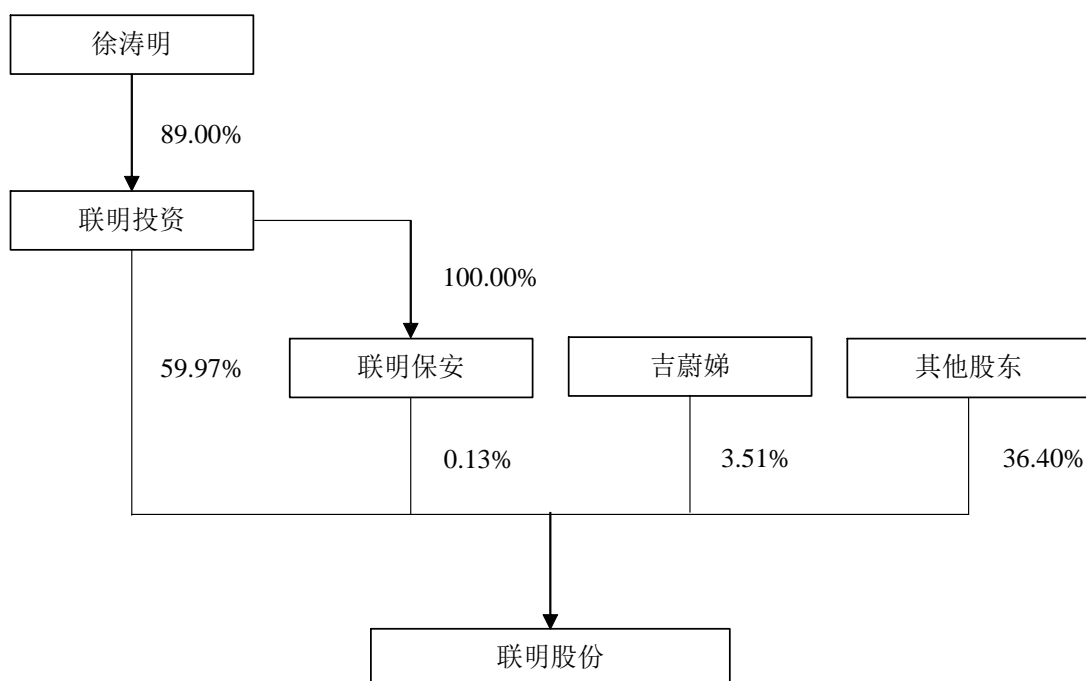 徐涛明
89.00%
联明投资
100.00%
59.97%
联明保安
吉蔚娣
其他股东
0.13%
3.51%
36.40%
联明股份